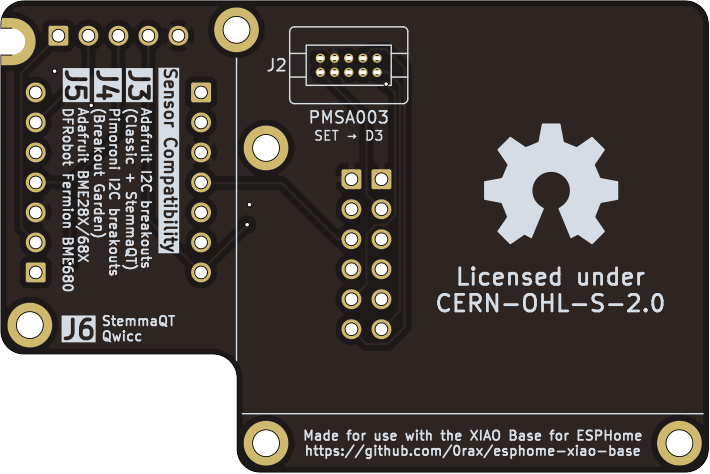 J2
PMSA003
SET → D3
Sensor Compatibility
J3
Adafruit I2C breakouts
(Classic + StemmaQT)
J4
Pimoroni I2C breakouts
(Breakout Garden)
J5
Adafruit BME28X/68X
DFRobot Fermion BME680
J6
StemmaQT
Qwicc
Licensed under
CERN-OHL-S-2.0
Made for use with the XIAO Base for ESPHome
https://github.com/0rax/esphome-xiao-base